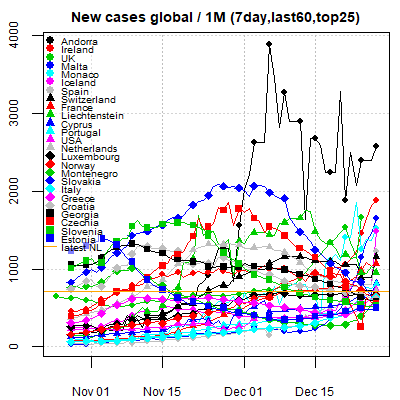 New cases global / 1M (7day,last60,top25)
4000
3000
2000
1000
0
Andorra
Ireland
UK
Malta
Monaco
Iceland
Spain
Switzerland
France
Liechtenstein
Cyprus
Portugal
USA
Netherlands
Luxembourg
Norway
Montenegro
Slovakia
Italy
Greece
Croatia
Georgia
Czechia
Slovenia
Estonia
latest NL
Nov 01
Nov 15
Dec 01
Dec 15